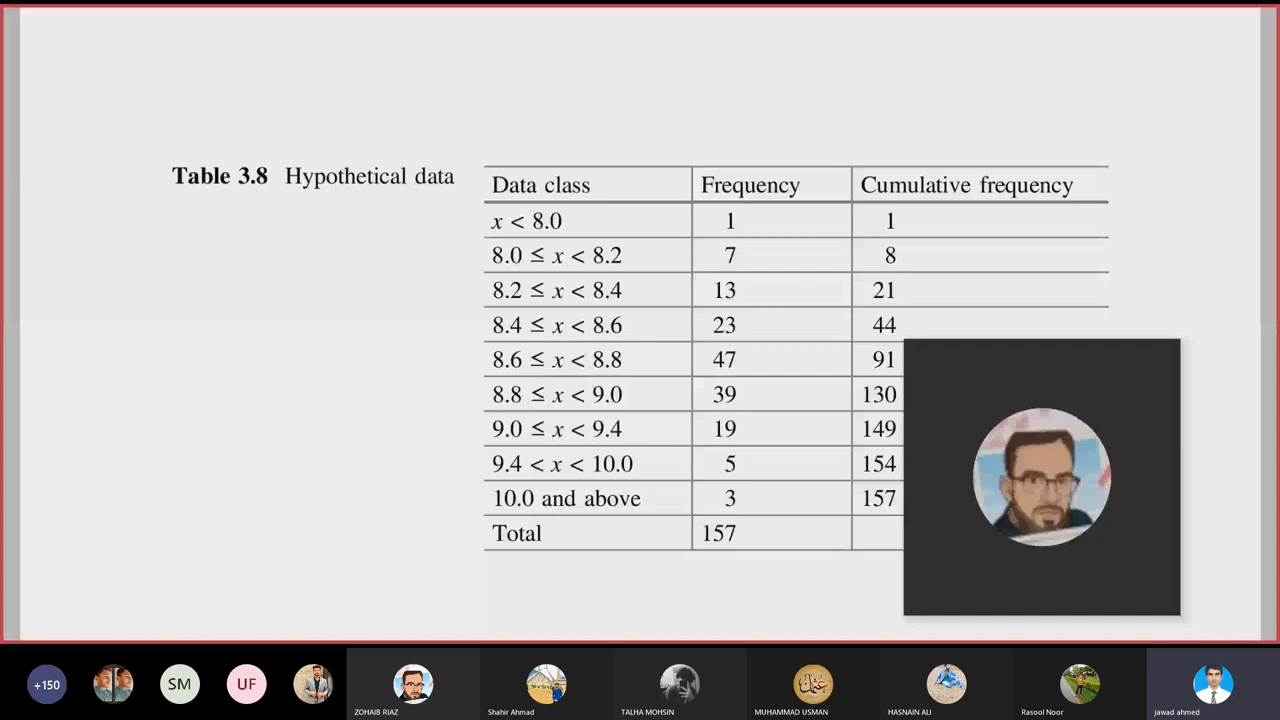 Table 3.8 Hypothetical data
Data class Frequency Cumulative frequency
x < 8.0 1 1
8.0 ≤ x < 8.2 7 8
8.2 ≤ x < 8.4 13 21
8.4 ≤ x < 8.6 23 44
8.6 ≤ x < 8.8 47 91
8.8 ≤ x < 9.0 39 130
9.0 ≤ x < 9.4 19 149
9.4 < x < 10.0 5 154
10.0 and above 3 157
Total 157
+150 SM UF
ZOHAIB RIAZ Shahir Ahmad TALHA MOHSIN MUHAMMAD USMAN HASNAIN ALI Rasool Noor jawad ahmed